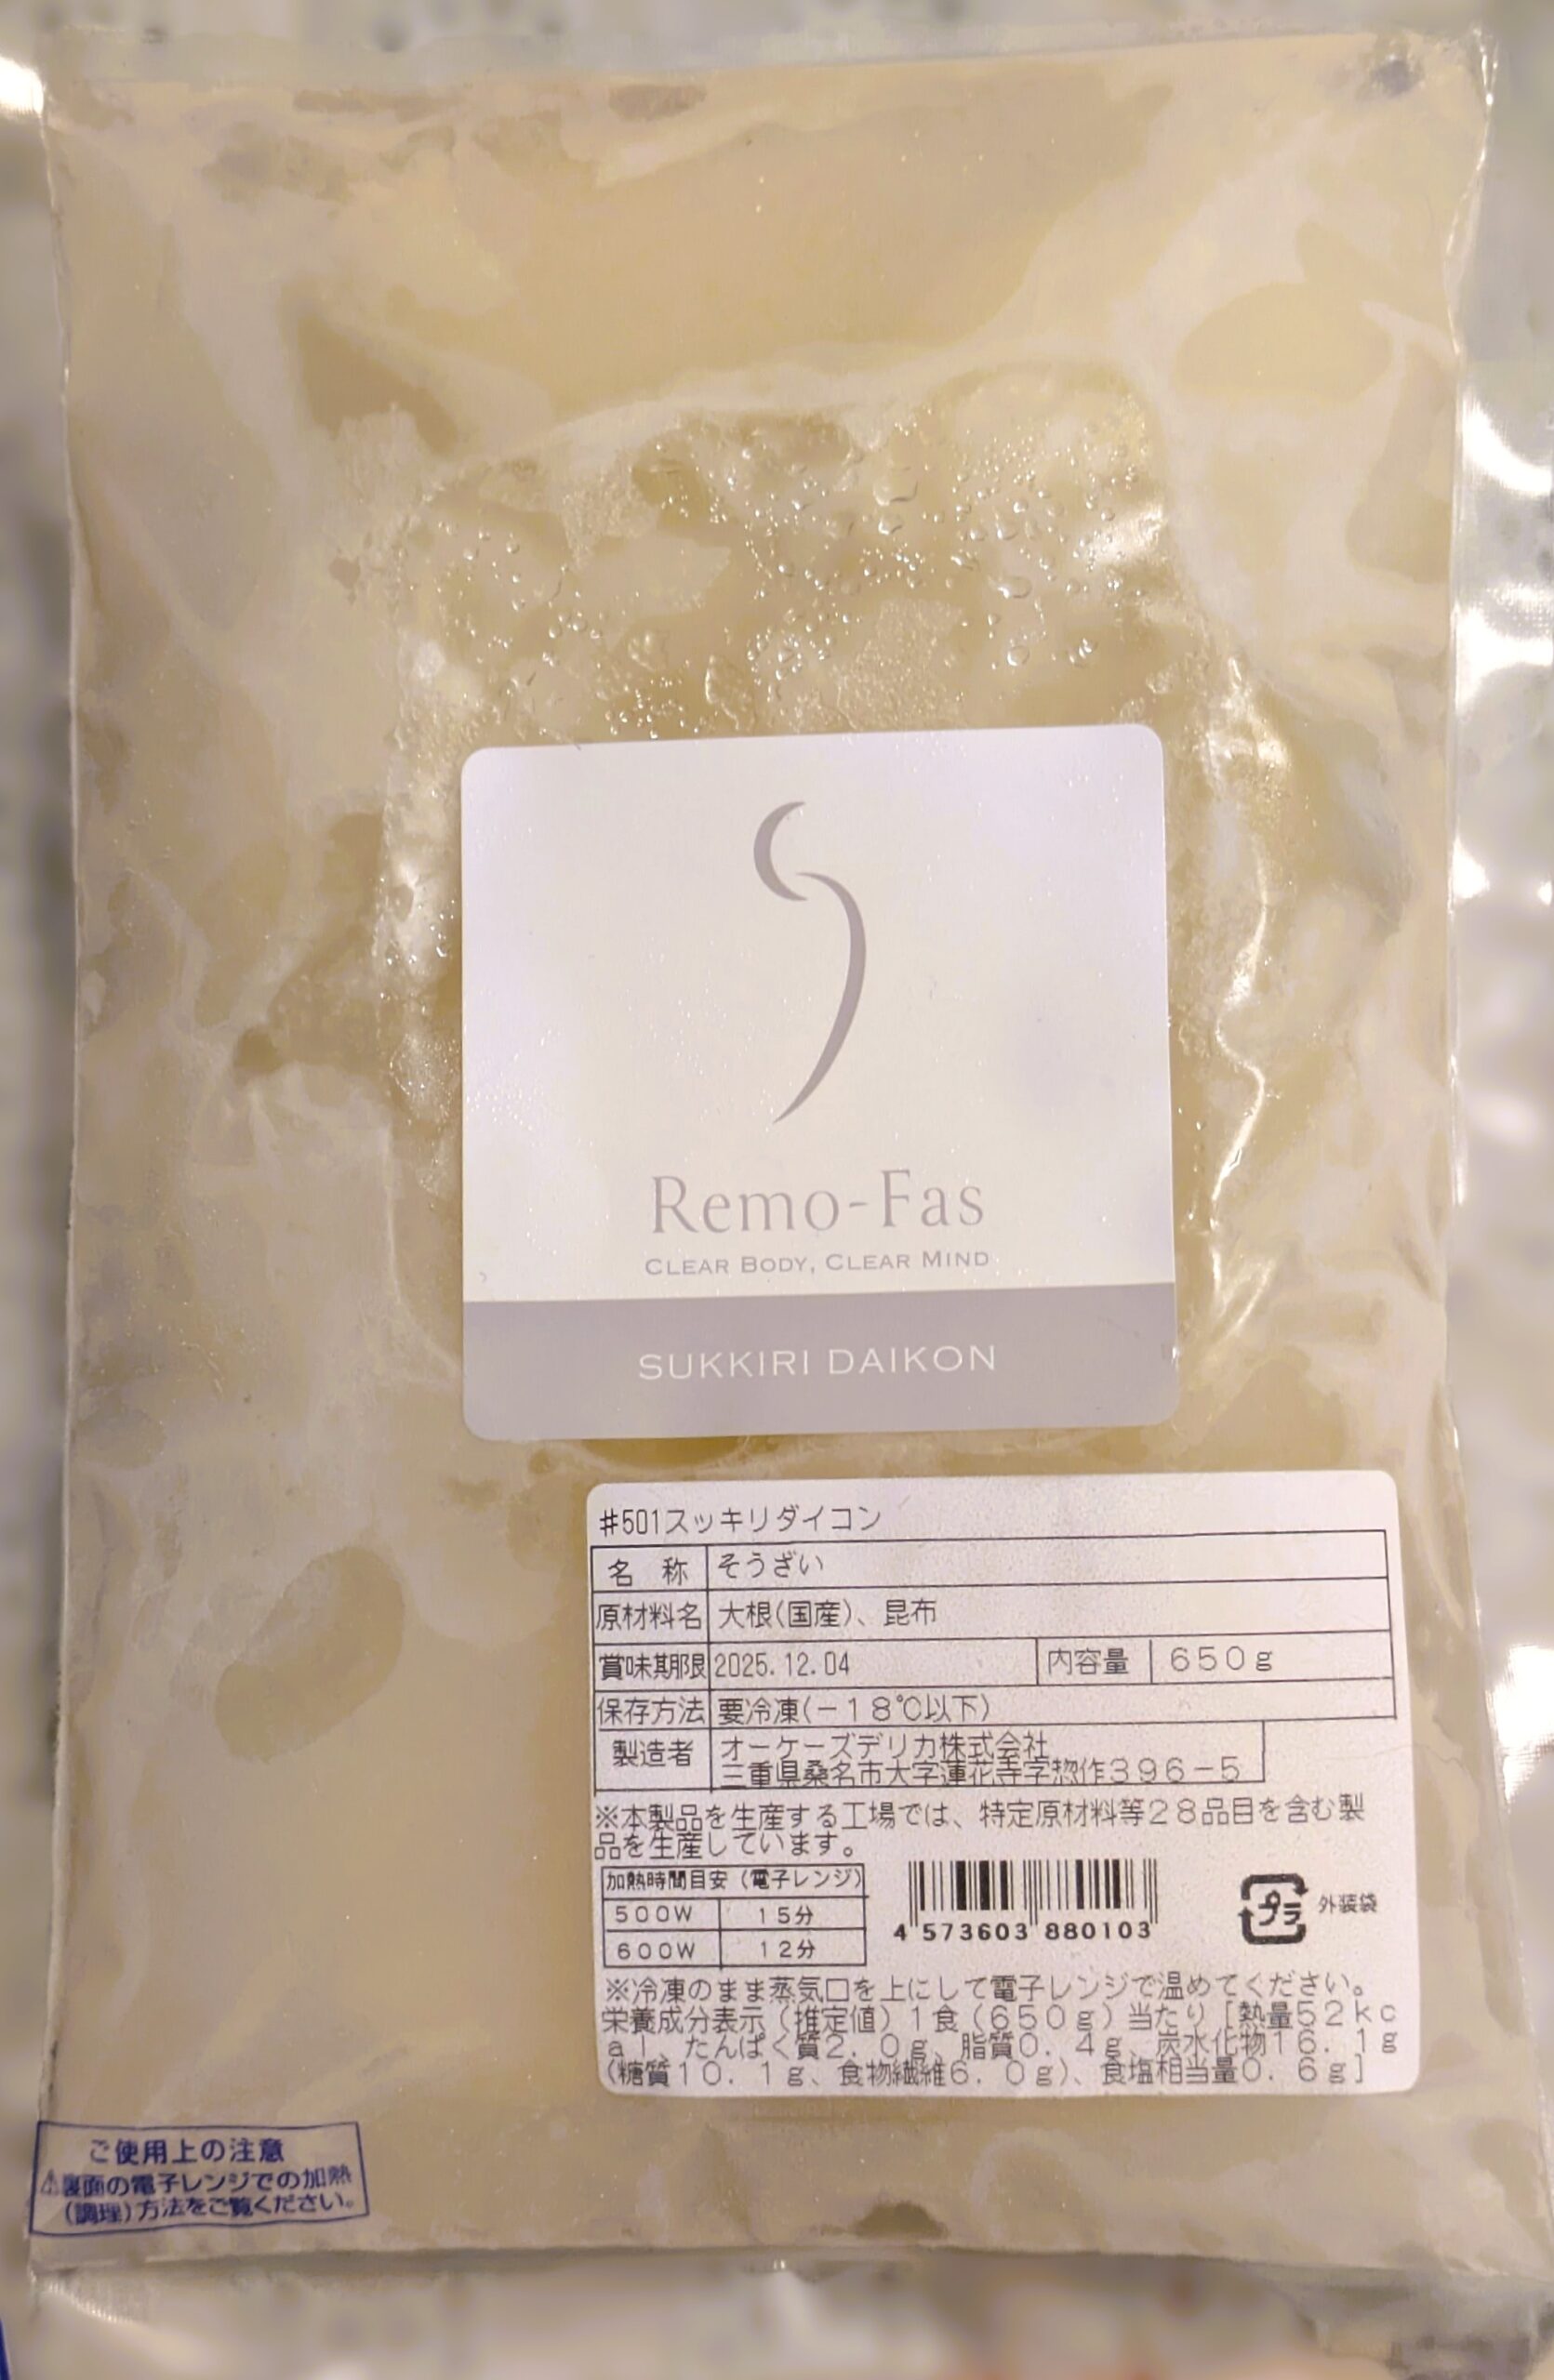 Remo-Fas
CLEAR BODY, CLEAR MIND
SUKKIRI DAIKON
#501スッキリダイコン
名 称 そうざい
原材料名 大根(国産)、昆布
賞味期限 2025.12.04 内容量 650g
保存方法 要冷凍(-18℃以下)
製造者 オーケーズデリカ株式会社
三重県桑名市大字蓮花寺字惣作396-5
※本製品を生産する工場では、特定原材料等28品目を含む製
品を生産しています。
加熱時間目安(電子レンジ)
500W 15分
600W 12分
4 573603 880103
プラ 外装袋
※冷凍のまま蒸気口を上にして電子レンジで温めてください。
栄養成分表示(推定値)1食(650g)当たり[熱量52kc
al、たんぱく質2.0g、脂質0.4g、炭水化物16.1g
(糖質10.1g、食物繊維6.0g)、食塩相当量0.6g]
ご使用上の注意
⚠裏面の電子レンジでの加熱
(調理)方法をご覧ください。